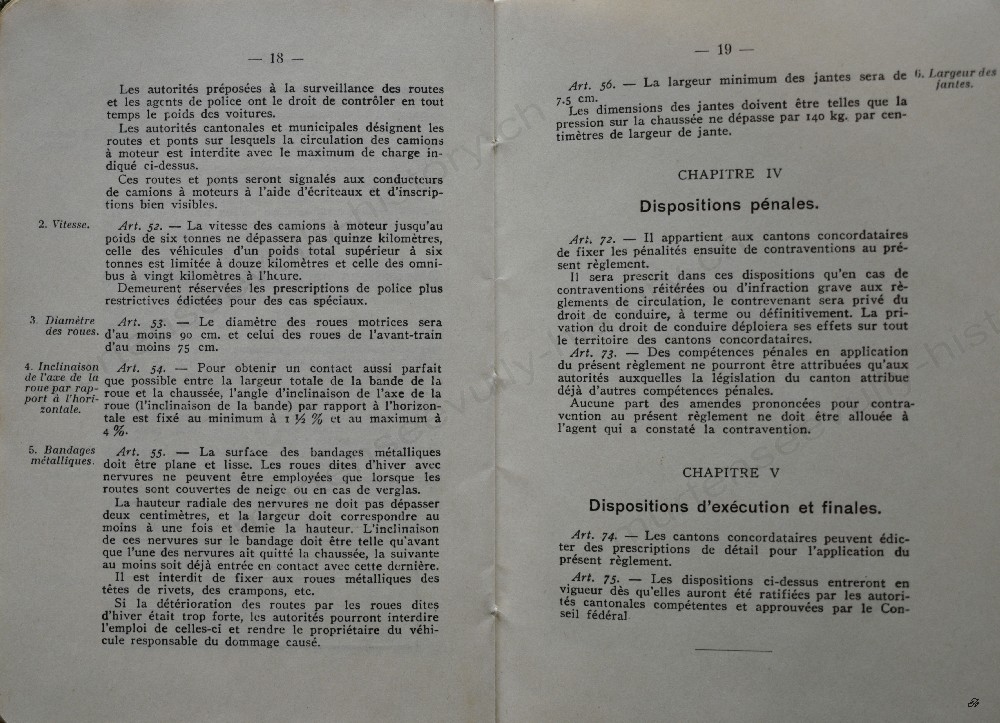 — 18 —
Les autorités préposées à la surveillance des routes
et les agents de police ont le droit de contrôler en tout
temps le poids des voitures.
Les autorités cantonales et municipales désignent les
routes et ponts sur lesquels la circulation des camions
à moteur est interdite avec le maximum de charge in-
diqué ci-dessus.
Ces routes et ponts seront signalés aux conducteurs
de camions à moteurs à l'aide d'écriteaux et d'inscrip-
tions bien visibles.
2. Vitesse.
Art. 52. — La vitesse des camions à moteur jusqu'au
poids de six tonnes ne dépassera pas quinze kilomètres,
celle des véhicules d'un poids total supérieur à six
tonnes est limitée à douze kilomètres et celle des omni-
bus à vingt kilomètres à l'heure.
Demeurent réservées les prescriptions de police plus
restrictives édictées pour des cas spéciaux.
3. Diamètre
des roues.
Art. 53. — Le diamètre des roues motrices sera
d'au moins 90 cm. et celui des roues de l'avant-train
d'au moins 75 cm.
4. Inclinaison
de l'axe de la
roue par rap-
port à l'hori-
zontale.
Art. 54. — Pour obtenir un contact aussi parfait
que possible entre la largeur totale de la bande de la
roue et la chaussée, l'angle d'inclinaison de l'axe de la
roue (l'inclinaison de la bande) par rapport à l'horizon-
tale est fixé au minimum à 1 ½ % et au maximum à
4 %.
5. Bandages
métalliques.
Art. 55. — La surface des bandages métalliques
doit être plane et lisse. Les roues dites d'hiver avec
nervures ne peuvent être employées que lorsque les
routes sont couvertes de neige ou en cas de verglas.
La hauteur radiale des nervures ne doit pas dépasser
deux centimètres, et la largeur doit correspondre au
moins à une fois et demie la hauteur. L'inclinaison
de ces nervures sur le bandage doit être telle qu'avant
que l'une des nervures ait quitté la chaussée, la suivante
au moins soit déjà entrée en contact avec cette dernière.
Il est interdit de fixer aux roues métalliques des
têtes de rivets, des crampons, etc.
Si la détérioration des routes par les roues dites
d'hiver était trop forte, les autorités pourront interdire
l'emploi de celles-ci et rendre le propriétaire du véhi-
cule responsable du dommage causé.
— 19 —
Art. 56. — La largeur minimum des jantes sera de
7.5 cm.
6. Largeur des
jantes.
Les dimensions des jantes doivent être telles que la
pression sur la chaussée ne dépasse par 140 kg. par cen-
timètres de largeur de jante.
CHAPITRE IV
Dispositions pénales.
Art. 72. — Il appartient aux cantons concordataires
de fixer les pénalités ensuite de contraventions au pré-
sent règlement.
Il sera prescrit dans ces dispositions qu'en cas de
contraventions réitérées ou d'infraction grave aux rè-
glements de circulation, le contrevenant sera privé du
droit de conduire, à terme ou définitivement. La pri-
vation du droit de conduire déploiera ses effets sur tout
le territoire des cantons concordataires.
Art. 73. — Des compétences pénales en application
du présent règlement ne pourront être attribuées qu'aux
autorités auxquelles la législation du canton attribue
déjà d'autres compétences pénales.
Aucune part des amendes prononcées pour contra-
vention au présent règlement ne doit être allouée à
l'agent qui a constaté la contravention.
CHAPITRE V
Dispositions d'exécution et finales.
Art. 74. — Les cantons concordataires peuvent édic-
ter des prescriptions de détail pour l'application du
présent règlement.
Art. 75. — Les dispositions ci-dessus entreront en
vigueur dès qu'elles auront été ratifiées par les autori-
tés cantonales compétentes et approuvées par le Con-
seil fédéral